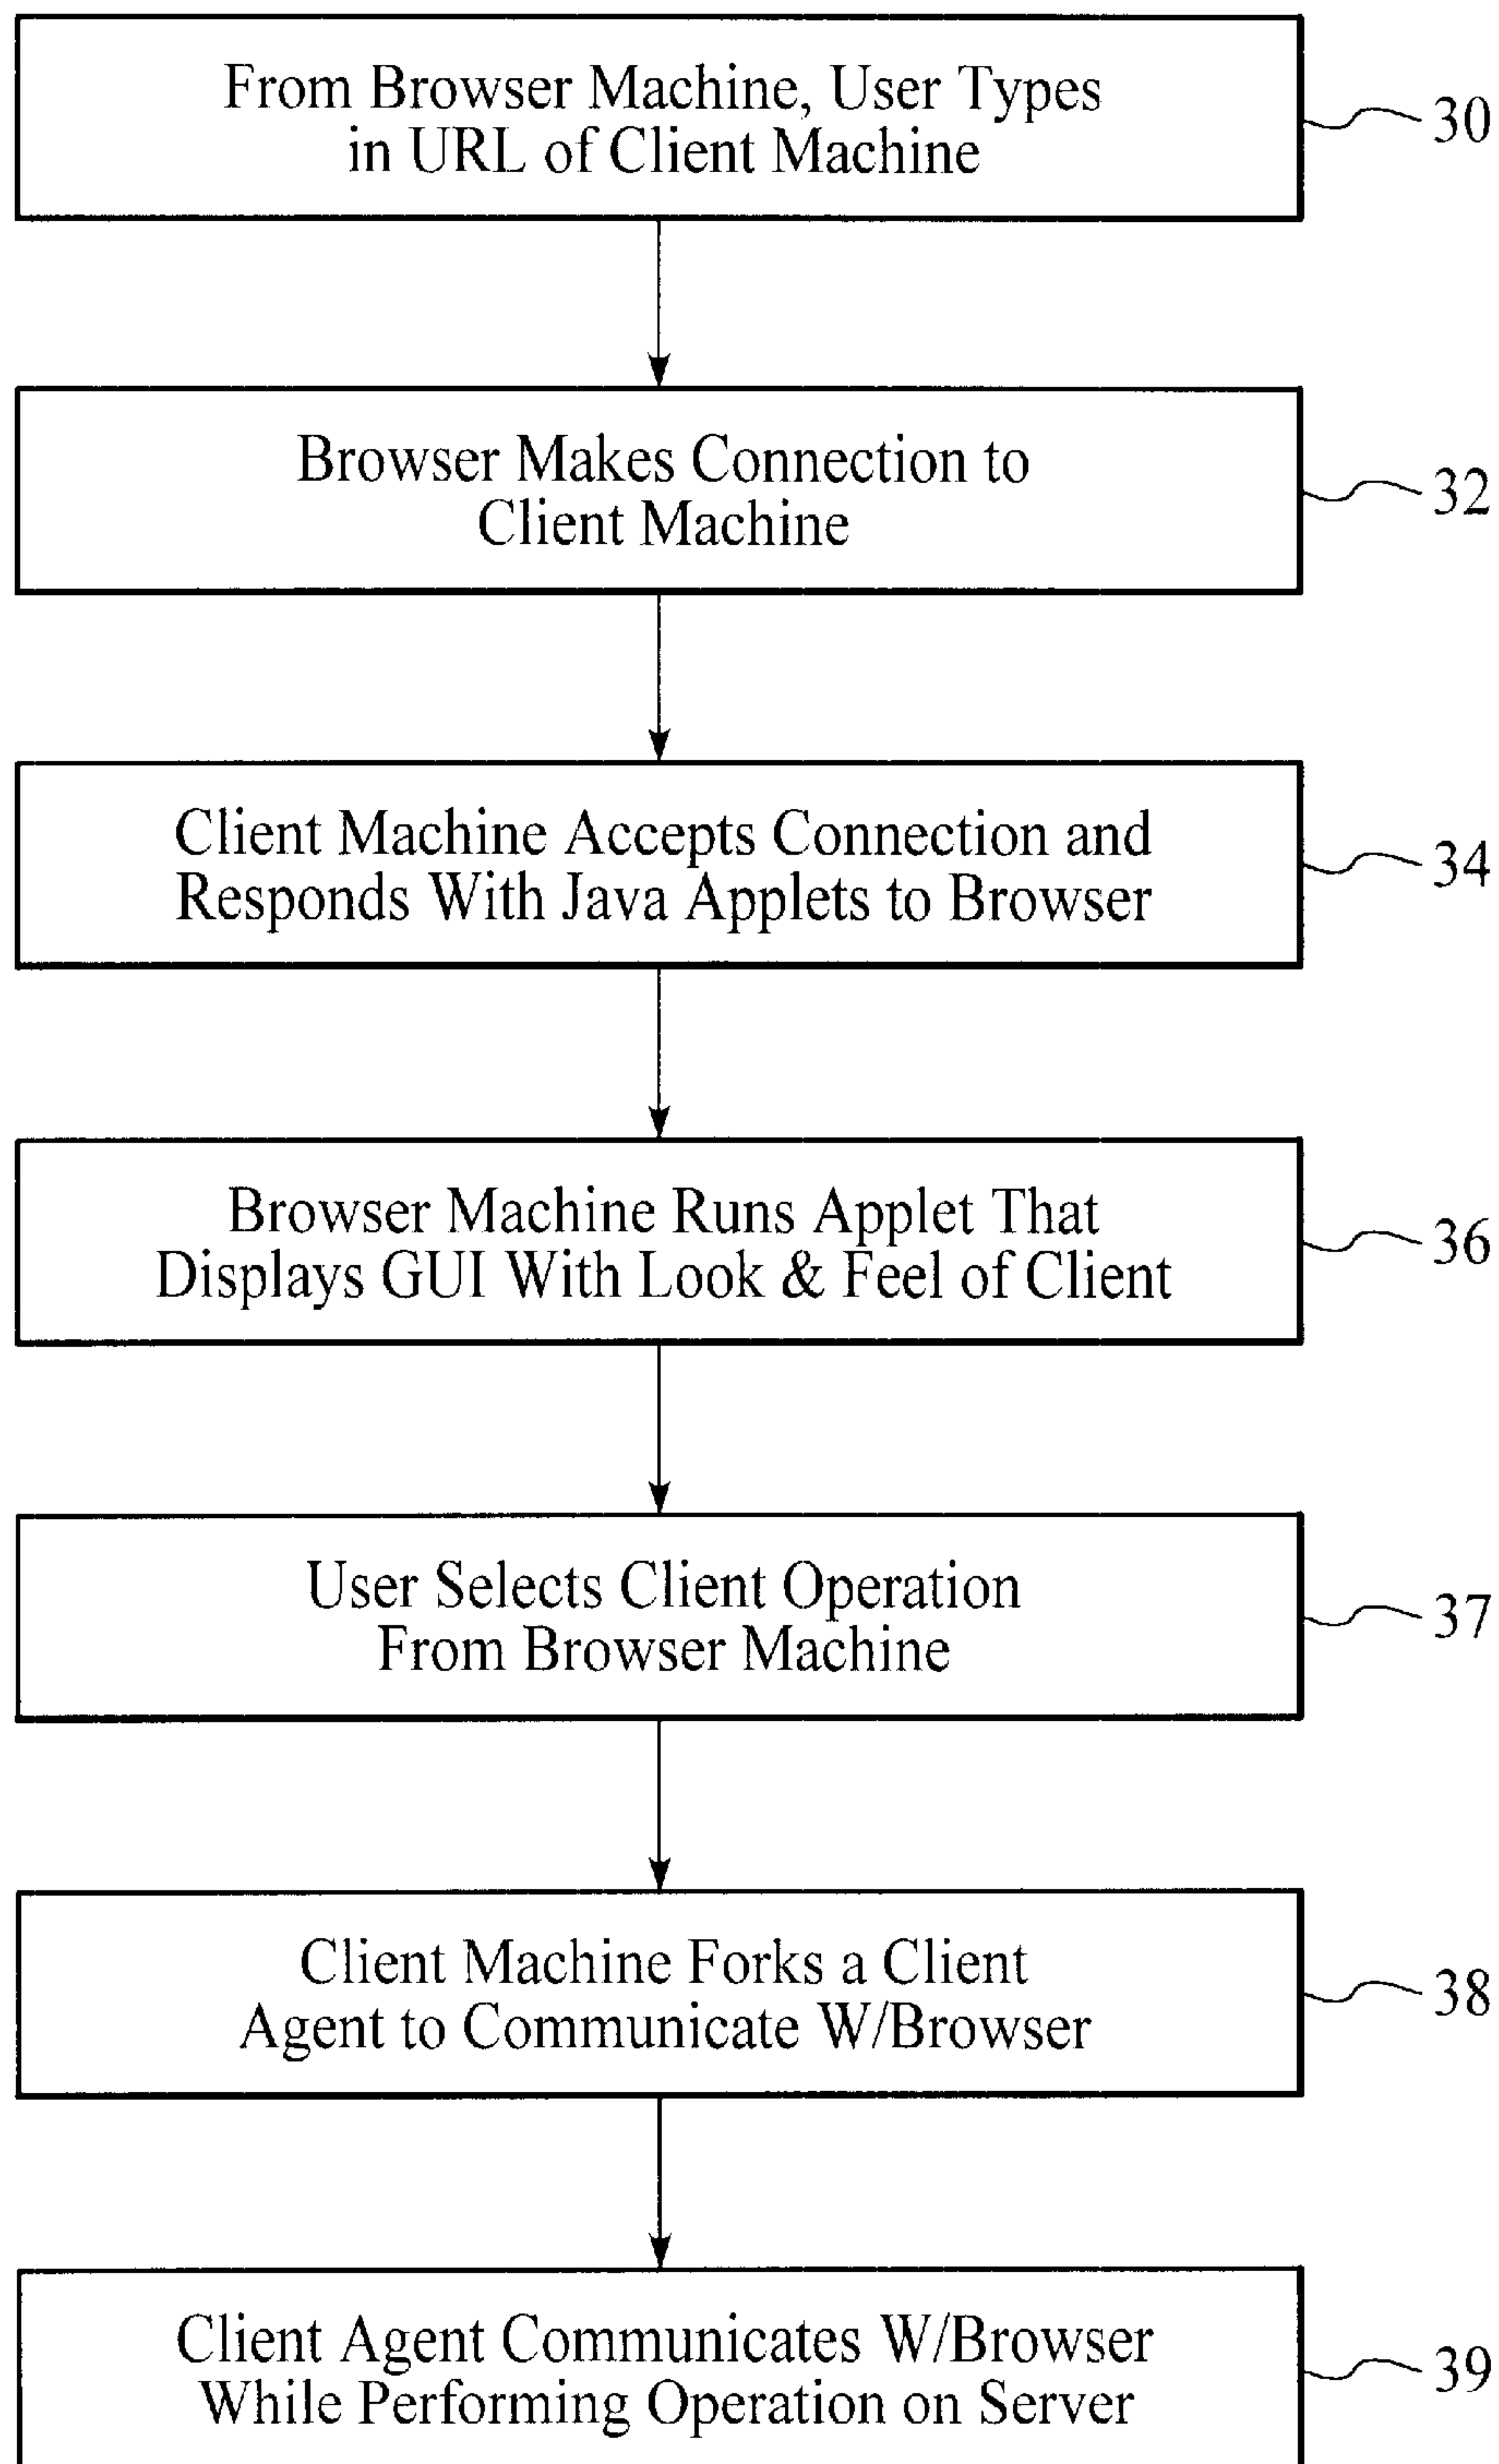 From Browser Machine, User Types
in URL of Client Machine
30
Browser Makes Connection to
Client Machine
32
Client Machine Accepts Connection and
Responds With Java Applets to Browser
34
Browser Machine Runs Applet That
Displays GUI With Look & Feel of Client
36
User Selects Client Operation
From Browser Machine
37
Client Machine Forks a Client
Agent to Communicate W/Browser
38
Client Agent Communicates W/Browser
While Performing Operation on Server
39